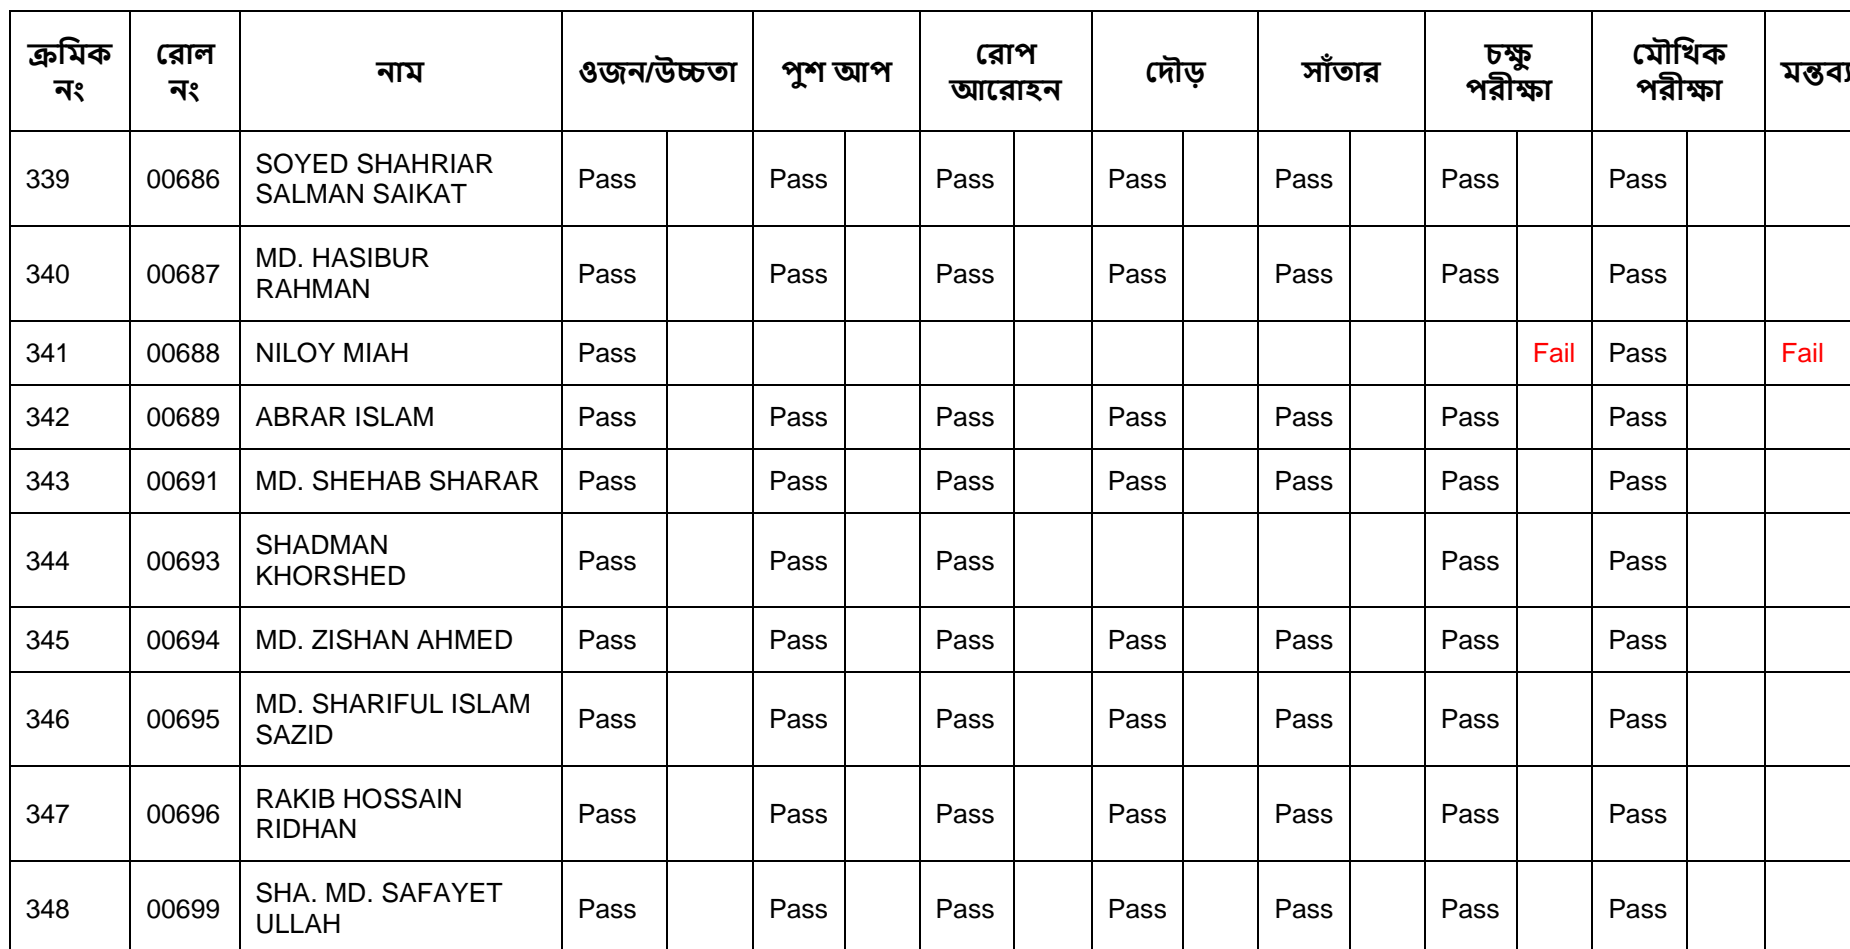 ক্রমিক নং রোল নং নাম ওজন/উচ্চতা পুশ আপ রোপ আরোহন দৌড় সাঁতার চক্ষু পরীক্ষা মৌখিক পরীক্ষা মন্তব্য
339 00686 SOYED SHAHRIAR SALMAN SAIKAT Pass Pass Pass Pass Pass Pass Pass
340 00687 MD. HASIBUR RAHMAN Pass Pass Pass Pass Pass Pass Pass
341 00688 NILOY MIAH Pass Fail Pass Fail
342 00689 ABRAR ISLAM Pass Pass Pass Pass Pass Pass Pass
343 00691 MD. SHEHAB SHARAR Pass Pass Pass Pass Pass Pass Pass
344 00693 SHADMAN KHORSHED Pass Pass Pass Pass Pass
345 00694 MD. ZISHAN AHMED Pass Pass Pass Pass Pass Pass Pass
346 00695 MD. SHARIFUL ISLAM SAZID Pass Pass Pass Pass Pass Pass Pass
347 00696 RAKIB HOSSAIN RIDHAN Pass Pass Pass Pass Pass Pass Pass
348 00699 SHA. MD. SAFAYET ULLAH Pass Pass Pass Pass Pass Pass Pass